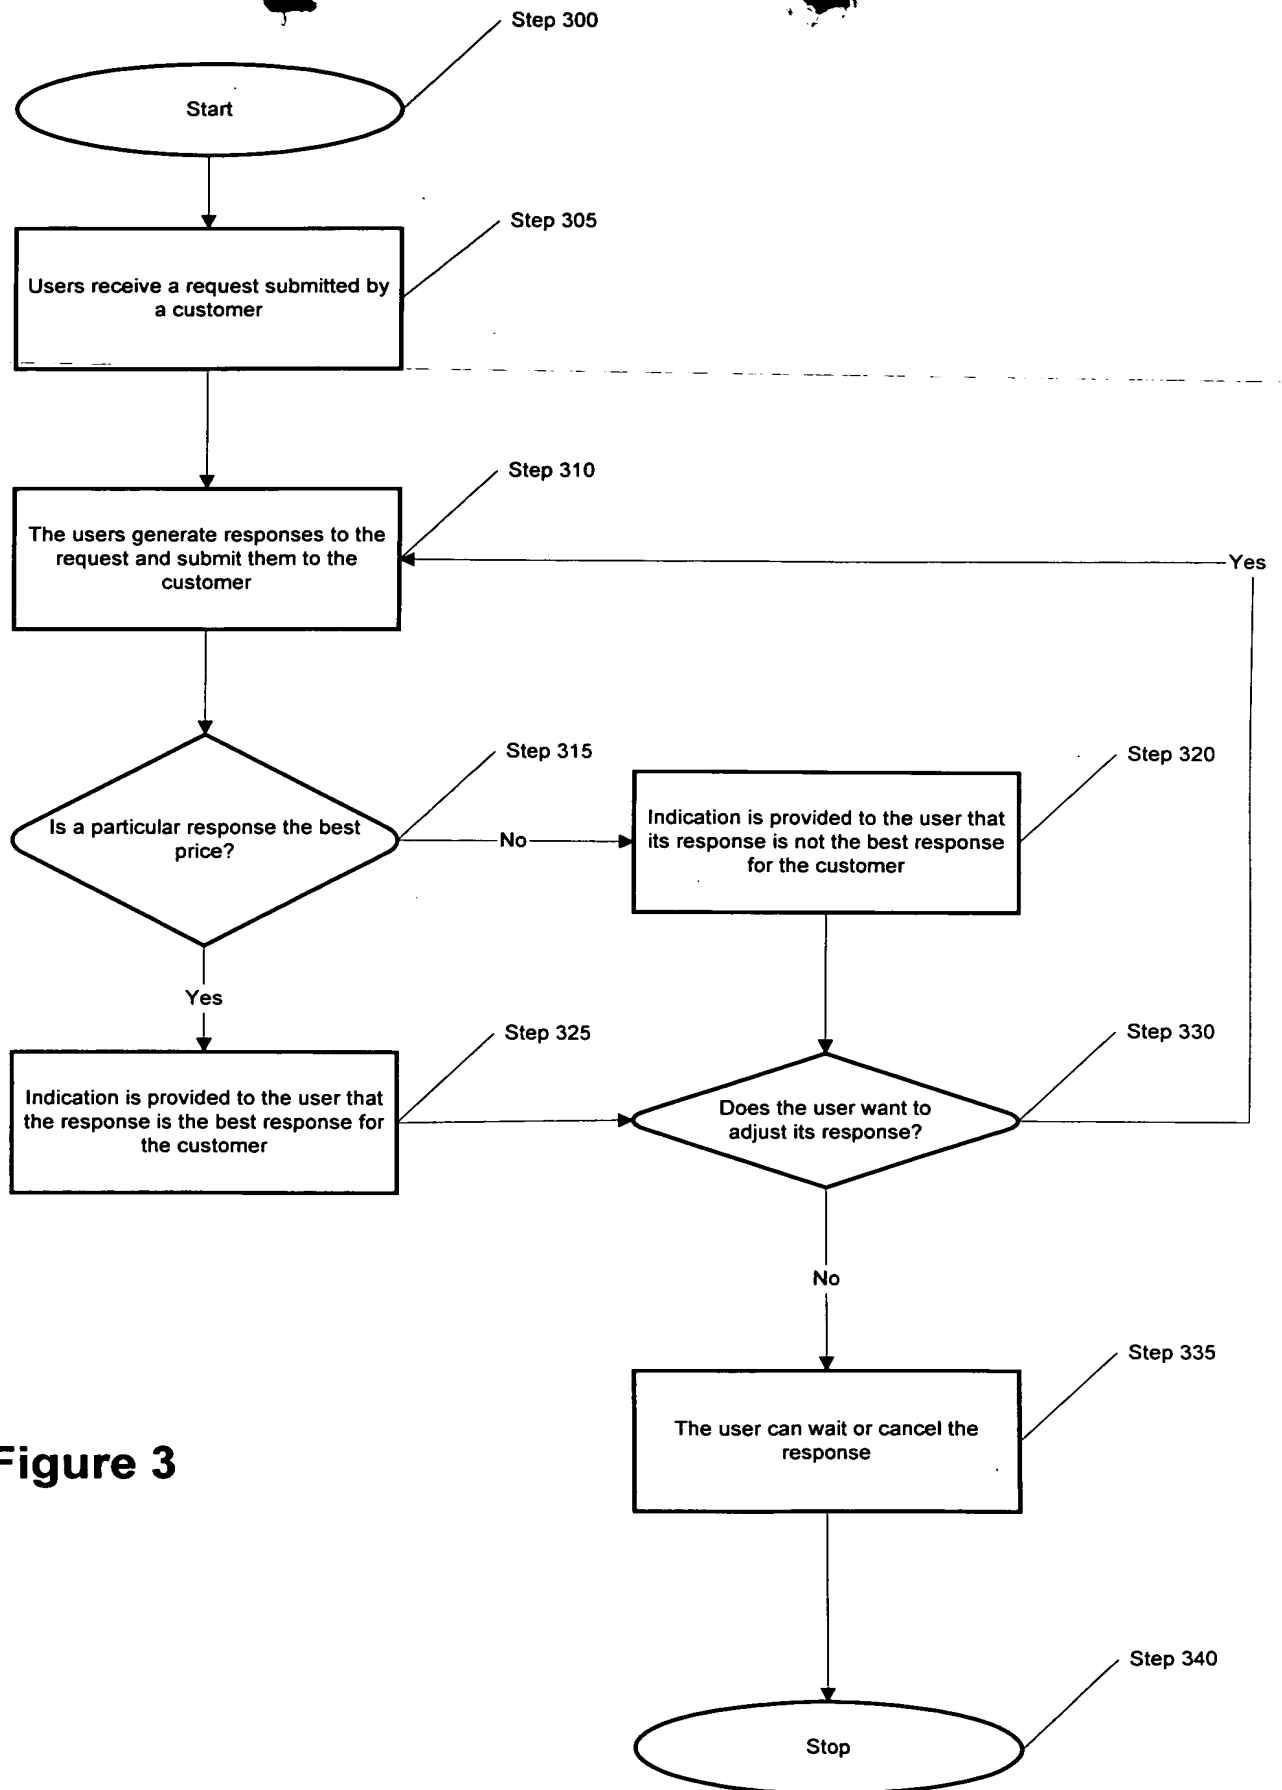 Step 300
Start
Step 305
Users receive a request submitted by
a customer
Step 310
The users generate responses to the
request and submit them to the
customer
Yes
Step 315
Is a particular response the best
price?
No
Step 320
Indication is provided to the user that
its response is not the best response
for the customer
Yes
Step 325
Indication is provided to the user that
the response is the best response for
the customer
Step 330
Does the user want to
adjust its response?
No
Step 335
The user can wait or cancel the
response
Figure 3
Step 340
Stop